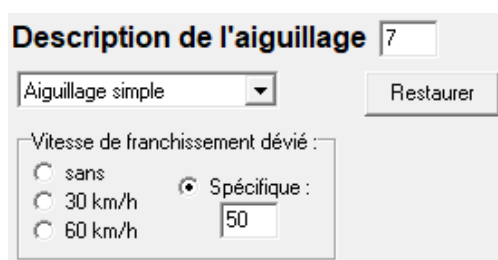 Description de l'aiguillage 7
Aiguillage simple
Restaurer
Vitesse de franchissement dévié :
sans
30 km/h
60 km/h
Spécifique :
50